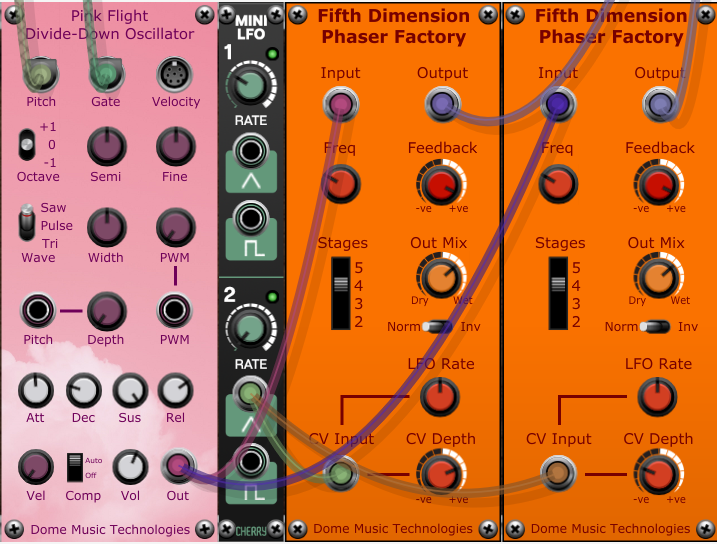 Pink Flight
Divide-Down Oscillator
Pitch
Gate
Velocity
+1
0
-1
Octave
Semi
Fine
Saw
Pulse
Tri
Wave
Width
PWM
Pitch
Depth
PWM
Att
Dec
Sus
Rel
Auto
Off
Vel
Comp
Vol
Out
Dome Music Technologies
MINI
LFO
1
RATE
2
RATE
CHERRY
Fifth Dimension
Phaser Factory
Input
Output
Freq
Feedback
-ve
+ve
Stages
5
4
3
2
Out Mix
Dry
Wet
Norm
Inv
LFO Rate
CV Input
CV Depth
-ve
+ve
Dome Music Technologies
Fifth Dimension
Phaser Factory
Input
Output
Freq
Feedback
-ve
+ve
Stages
5
4
3
2
Out Mix
Dry
Wet
Norm
Inv
LFO Rate
CV Input
CV Depth
-ve
+ve
Dome Music Technologies